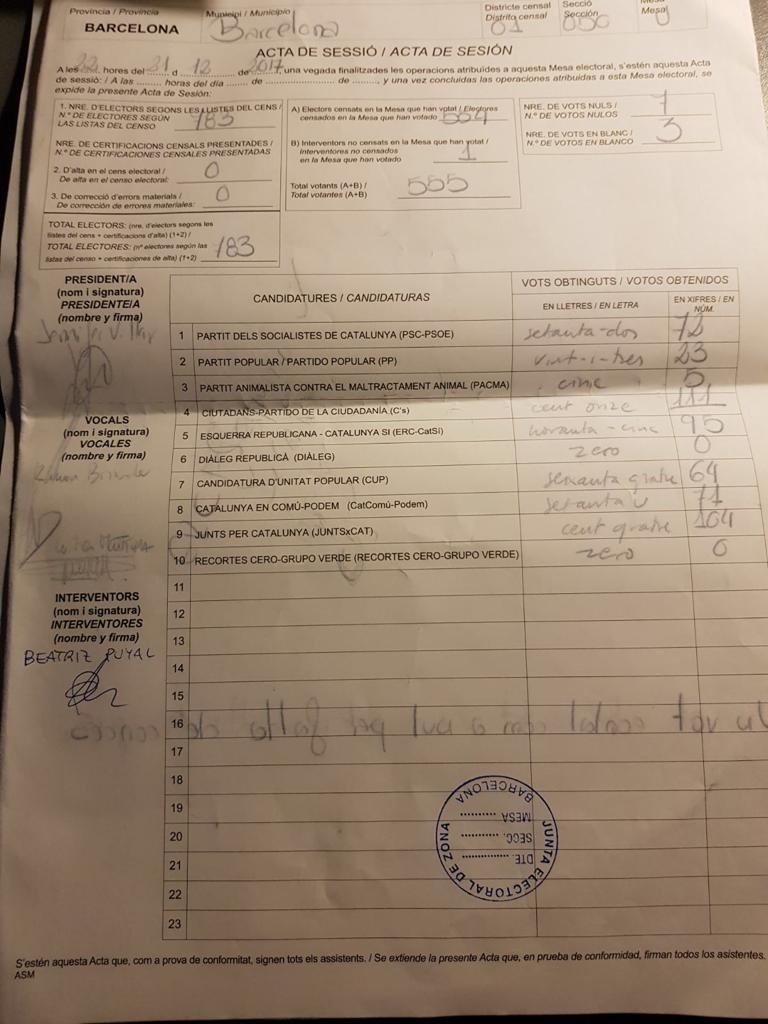 Província / Provincia
BARCELONA
Municipi / Municipio
Barcelona
Districte censal
Distrito censal
01
Secció
Sección
Mesa
U
ACTA DE SESSIÓ / ACTA DE SESIÓN
A les 22 hores del 21 d 12 de 2017, una vegada finalitzades les operacions atribuïdes a aquesta Mesa electoral, s'estén aquesta Acta
de sessió: / A las ........ horas del día ........ de ........ de ........, y una vez concluidas las operaciones atribuidas a esta Mesa electoral, se
expide la presente Acta de Sesión:
1. NRE. D'ELECTORS SEGONS LES LLISTES DEL CENS /
N.º DE ELECTORES SEGÚN
LAS LISTAS DEL CENSO
783
NRE. DE CERTIFICACIONS CENSALS PRESENTADES /
N.º DE CERTIFICACIONES CENSALES PRESENTADAS
2. D'alta en el cens electoral /
De alta en el censo electoral:
0
3. De correcció d'errors materials /
De corrección de errores materiales:
0
TOTAL ELECTORS: (nre. d'electors segons les
llistes del cens + certificacions d'alta) (1+2) /
TOTAL ELECTORES: (nº electores según las
listas del censo + certificaciones de alta) (1+2)
783
A) Electors censats en la Mesa que han votat / Electores
censados en la Mesa que han votado
554
B) Interventors no censats en la Mesa que han votat /
Interventores no censados
en la Mesa que han votado
1
Total votants (A+B) /
Total votantes (A+B)
555
NRE. DE VOTS NULS /
N.º DE VOTOS NULOS
7
NRE. DE VOTS EN BLANC /
N.º DE VOTOS EN BLANCO
3
PRESIDENT/A
(nom i signatura)
PRESIDENTE/A
(nombre y firma)
VOCALS
(nom i signatura)
VOCALES
(nombre y firma)
INTERVENTORS
(nom i signatura)
INTERVENTORES
(nombre y firma)
BEATRIZ PUYAL
CANDIDATURES / CANDIDATURAS
VOTS OBTINGUTS / VOTOS OBTENIDOS
EN LLETRES / EN LETRA
EN XIFRES / EN NÚM.
1 PARTIT DELS SOCIALISTES DE CATALUNYA (PSC-PSOE) setanta-dos 72
2 PARTIT POPULAR / PARTIDO POPULAR (PP) vint-i-tres 23
3 PARTIT ANIMALISTA CONTRA EL MALTRACTAMENT ANIMAL (PACMA) cinc 5
4 CIUTADANS-PARTIDO DE LA CIUDADANÍA (C's) cent onze 111
5 ESQUERRA REPUBLICANA - CATALUNYA SI (ERC-CatSí) noranta-cinc 95
6 DIÀLEG REPUBLICÀ (DIÀLEG) zero 0
7 CANDIDATURA D'UNITAT POPULAR (CUP) seixanta quatre 64
8 CATALUNYA EN COMÚ-PODEM (CatComú-Podem) setanta u 71
9 JUNTS PER CATALUNYA (JUNTSxCAT) cent quatre 104
10 RECORTES CERO-GRUPO VERDE (RECORTES CERO-GRUPO VERDE) zero 0
11
12
13
14
15
16
17
18
19
20
21
22
23
JUNTA ELECTORAL DE ZONA
BARCELONA
DTE. ........
SECC. ........
MESA ........
S'estén aquesta Acta que, com a prova de conformitat, signen tots els assistents. / Se extiende la presente Acta que, en prueba de conformidad, firman todos los asistentes.
ASM